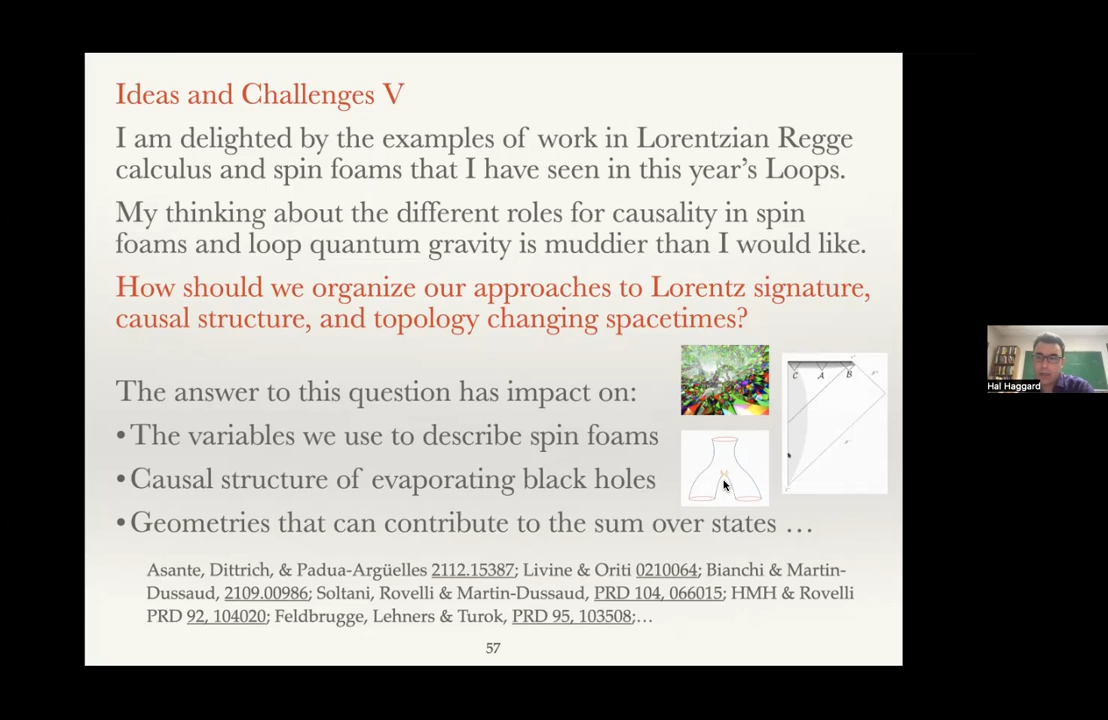 Ideas and Challenges V
I am delighted by the examples of work in Lorentzian Regge
calculus and spin foams that I have seen in this year's Loops.
My thinking about the different roles for causality in spin
foams and loop quantum gravity is muddier than I would like.
How should we organize our approaches to Lorentz signature,
causal structure, and topology changing spacetimes?
The answer to this question has impact on:
•The variables we use to describe spin foams
•Causal structure of evaporating black holes
•Geometries that can contribute to the sum over states …
C A B
Asante, Dittrich, & Padua-Argüelles 2112.15387; Livine & Oriti 0210064; Bianchi & Martin-
Dussaud, 2109.00986; Soltani, Rovelli & Martin-Dussaud, PRD 104, 066015; HMH & Rovelli
PRD 92, 104020; Feldbrugge, Lehners & Turok, PRD 95, 103508;…
57
Hal Haggard